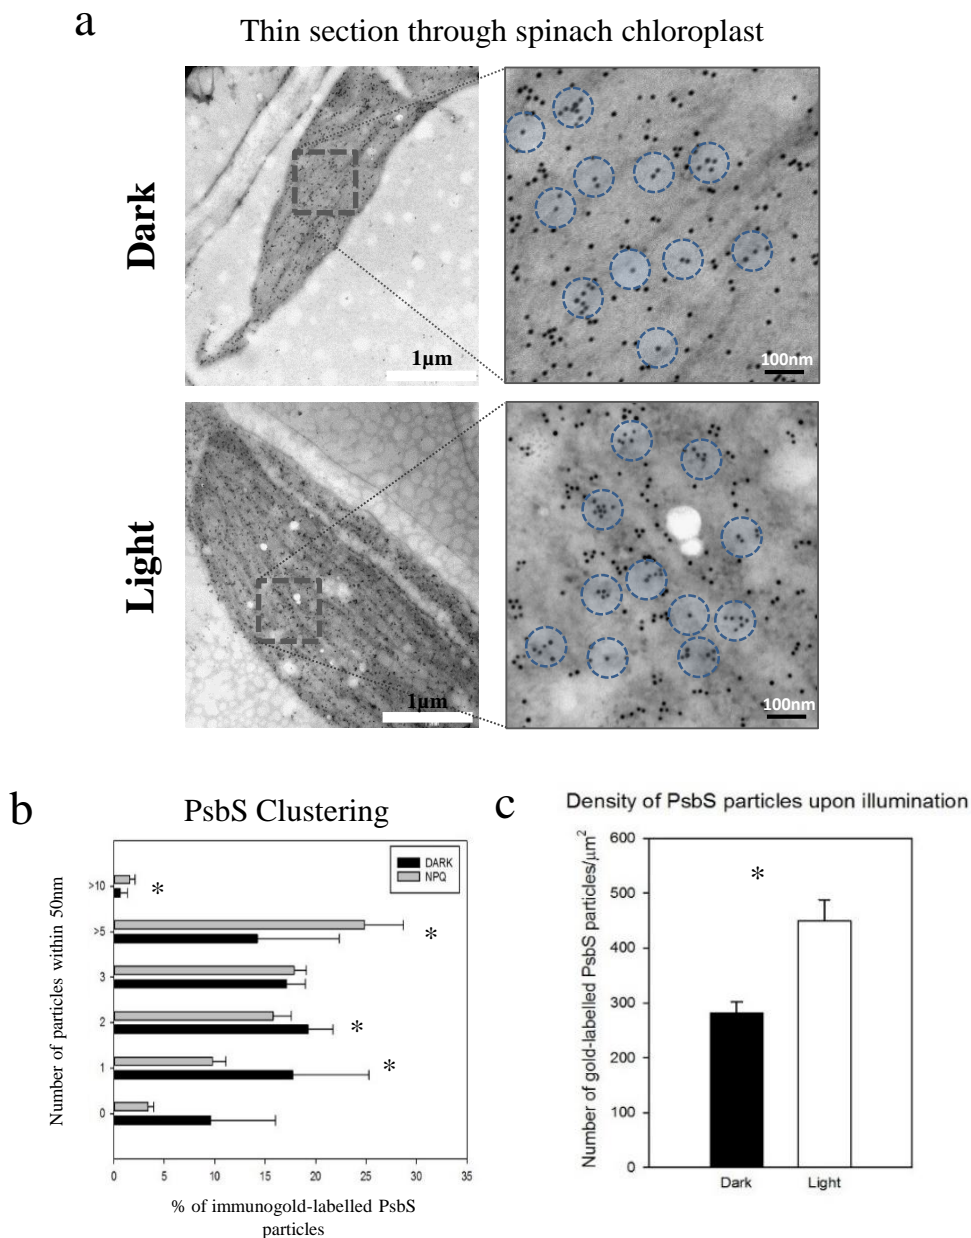 a
Thin section through spinach chloroplast
Dark
1µm
100nm
Light
1µm
100nm
b
PsbS Clustering
DARK
NPQ
Number of particles within 50nm
>10
*
>5
*
3
2
*
1
*
0
0 5 10 15 20 25 30 35
% of immunogold-labelled PsbS
particles
c
Density of PsbS particles upon illumination
Number of gold-labelled PsbS particles/µm²
600
500
400
300
200
100
0
*
Dark Light